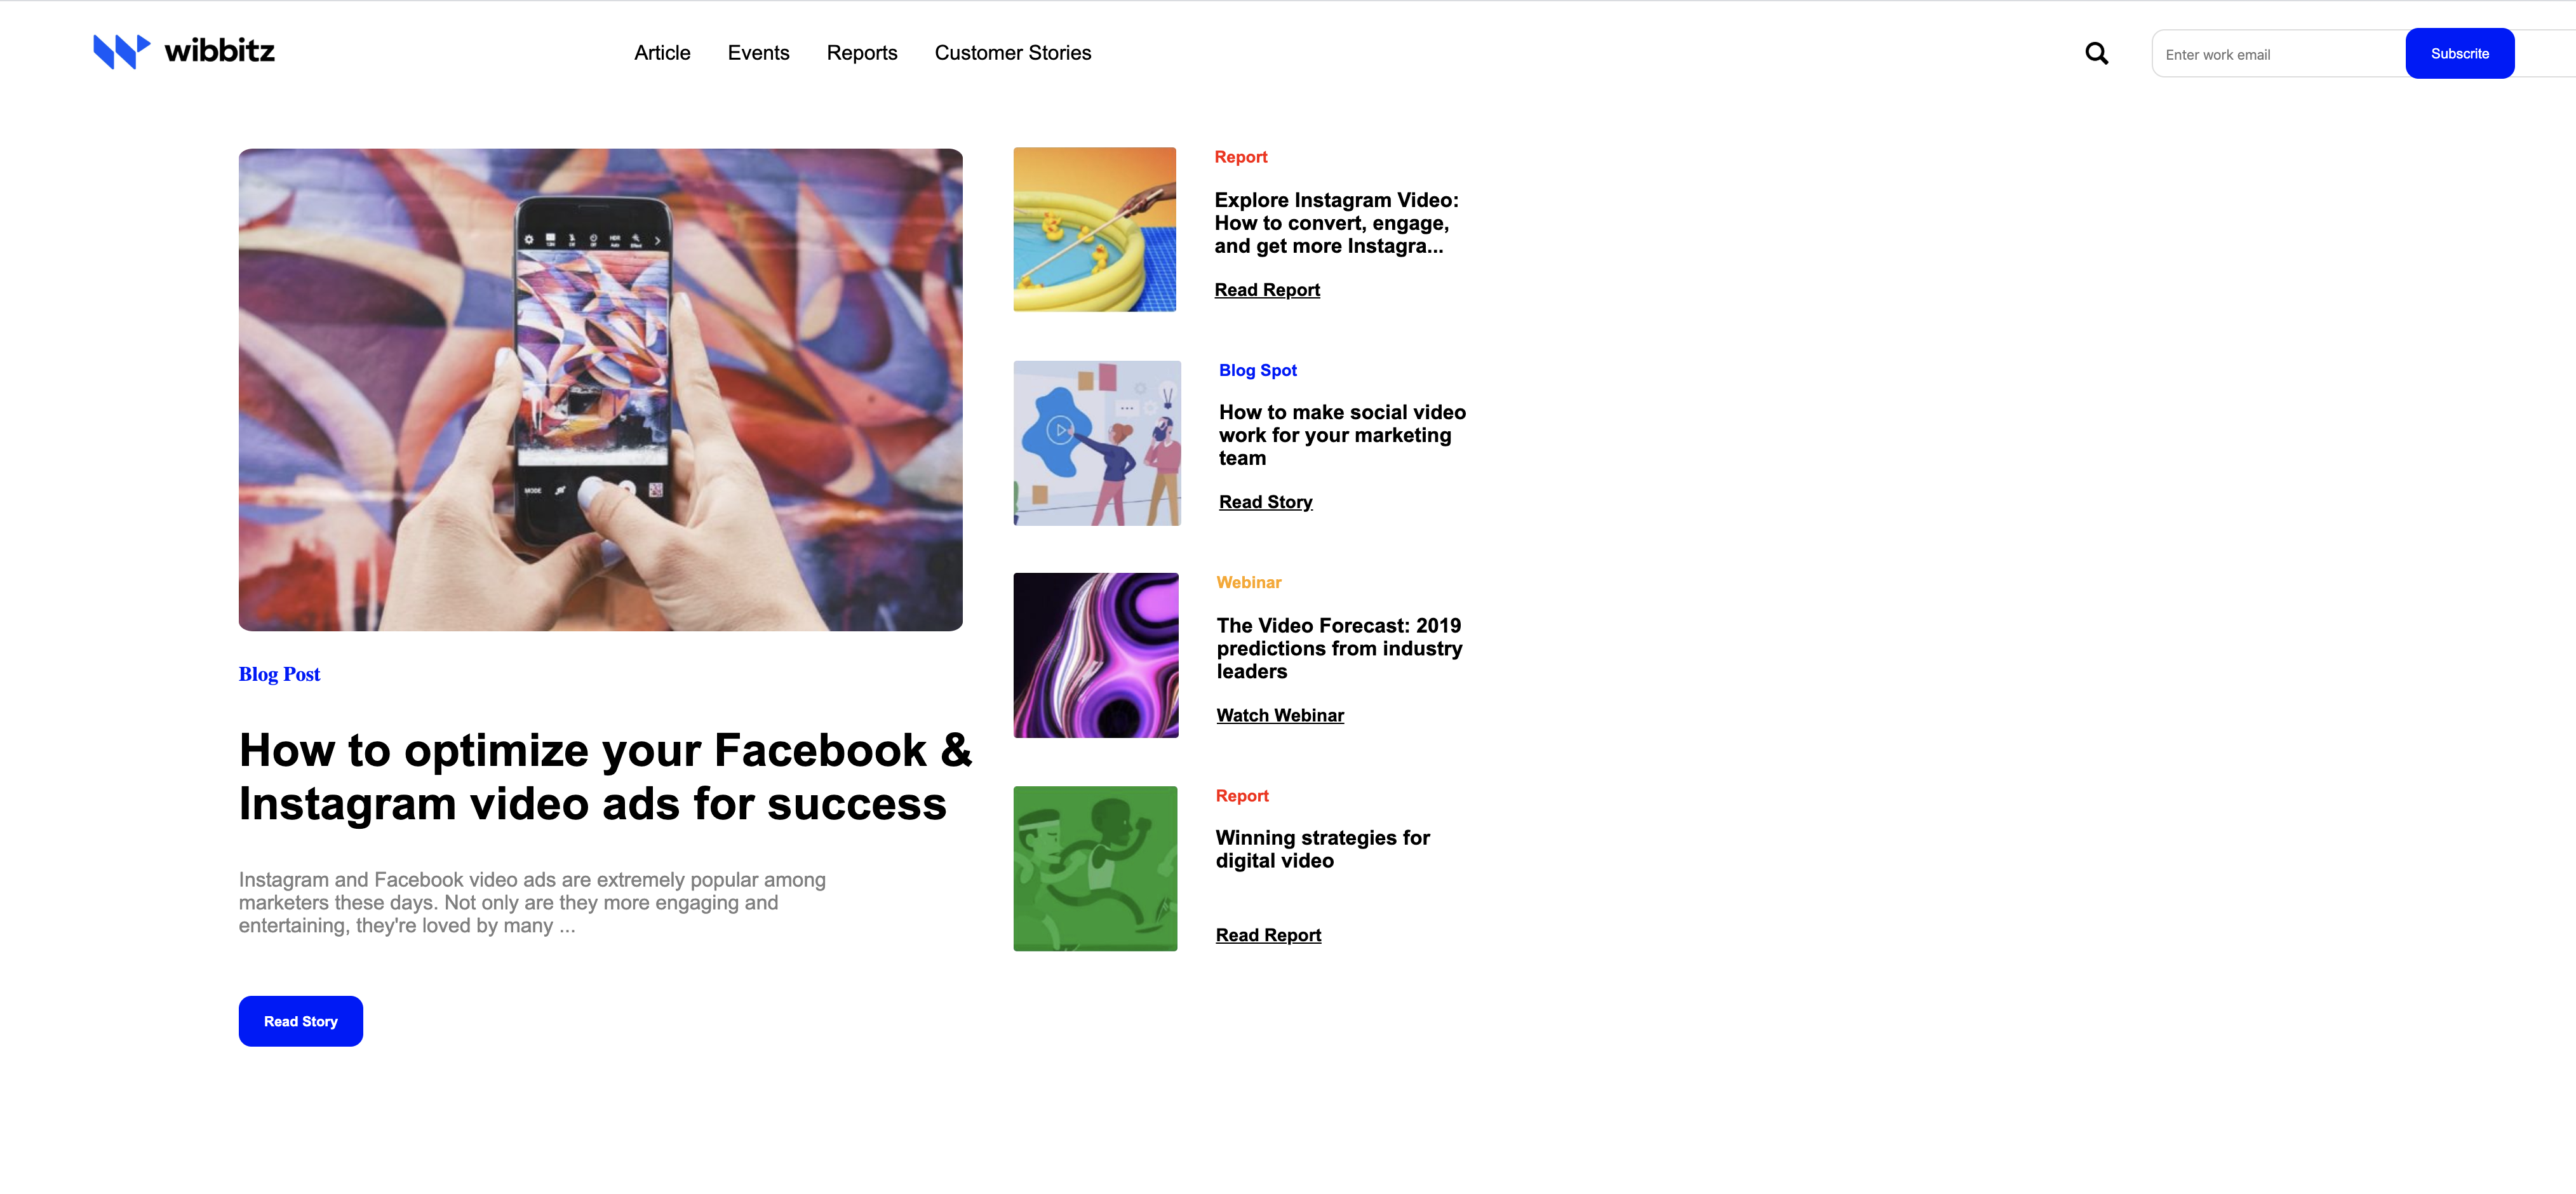 wibbitz
Article
Events
Reports
Customer Stories
Enter work email
Subscrite
Blog Post
How to optimize your Facebook &
Instagram video ads for success
Instagram and Facebook video ads are extremely popular among
marketers these days. Not only are they more engaging and
entertaining, they're loved by many ...
Read Story
Report
Explore Instagram Video:
How to convert, engage,
and get more Instagra...
Read Report
Blog Spot
How to make social video
work for your marketing
team
Read Story
Webinar
The Video Forecast: 2019
predictions from industry
leaders
Watch Webinar
Report
Winning strategies for
digital video
Read Report